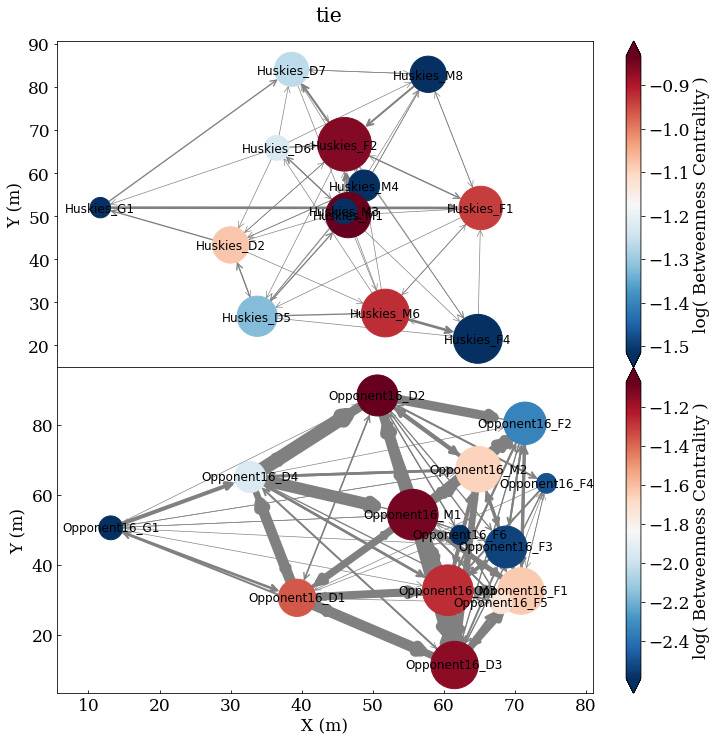 tie
90
80
70
60
50
40
30
20
Y (m)
Huskies_D7
Huskies_M8
Huskies_F2
Huskies_D6
Huskies_M4
Huskies_G1
Huskies_F1
Huskies_M1
Huskies_D2
Huskies_D5
Huskies_M6
Huskies_F4
−0.9
−1.0
−1.1
−1.2
−1.3
−1.4
−1.5
log( Betweenness Centrality )
80
60
40
20
Y (m)
Opponent16_D2
Opponent16_F2
Opponent16_M2
Opponent16_D4
Opponent16_F4
Opponent16_M1
Opponent16_G1
Opponent16_F6
Opponent16_F3
Opponent16_F1
Opponent16_F5
Opponent16_D1
Opponent16_D3
10
20
30
40
50
60
70
80
X (m)
−1.2
−1.4
−1.6
−1.8
−2.0
−2.2
−2.4
log( Betweenness Centrality )